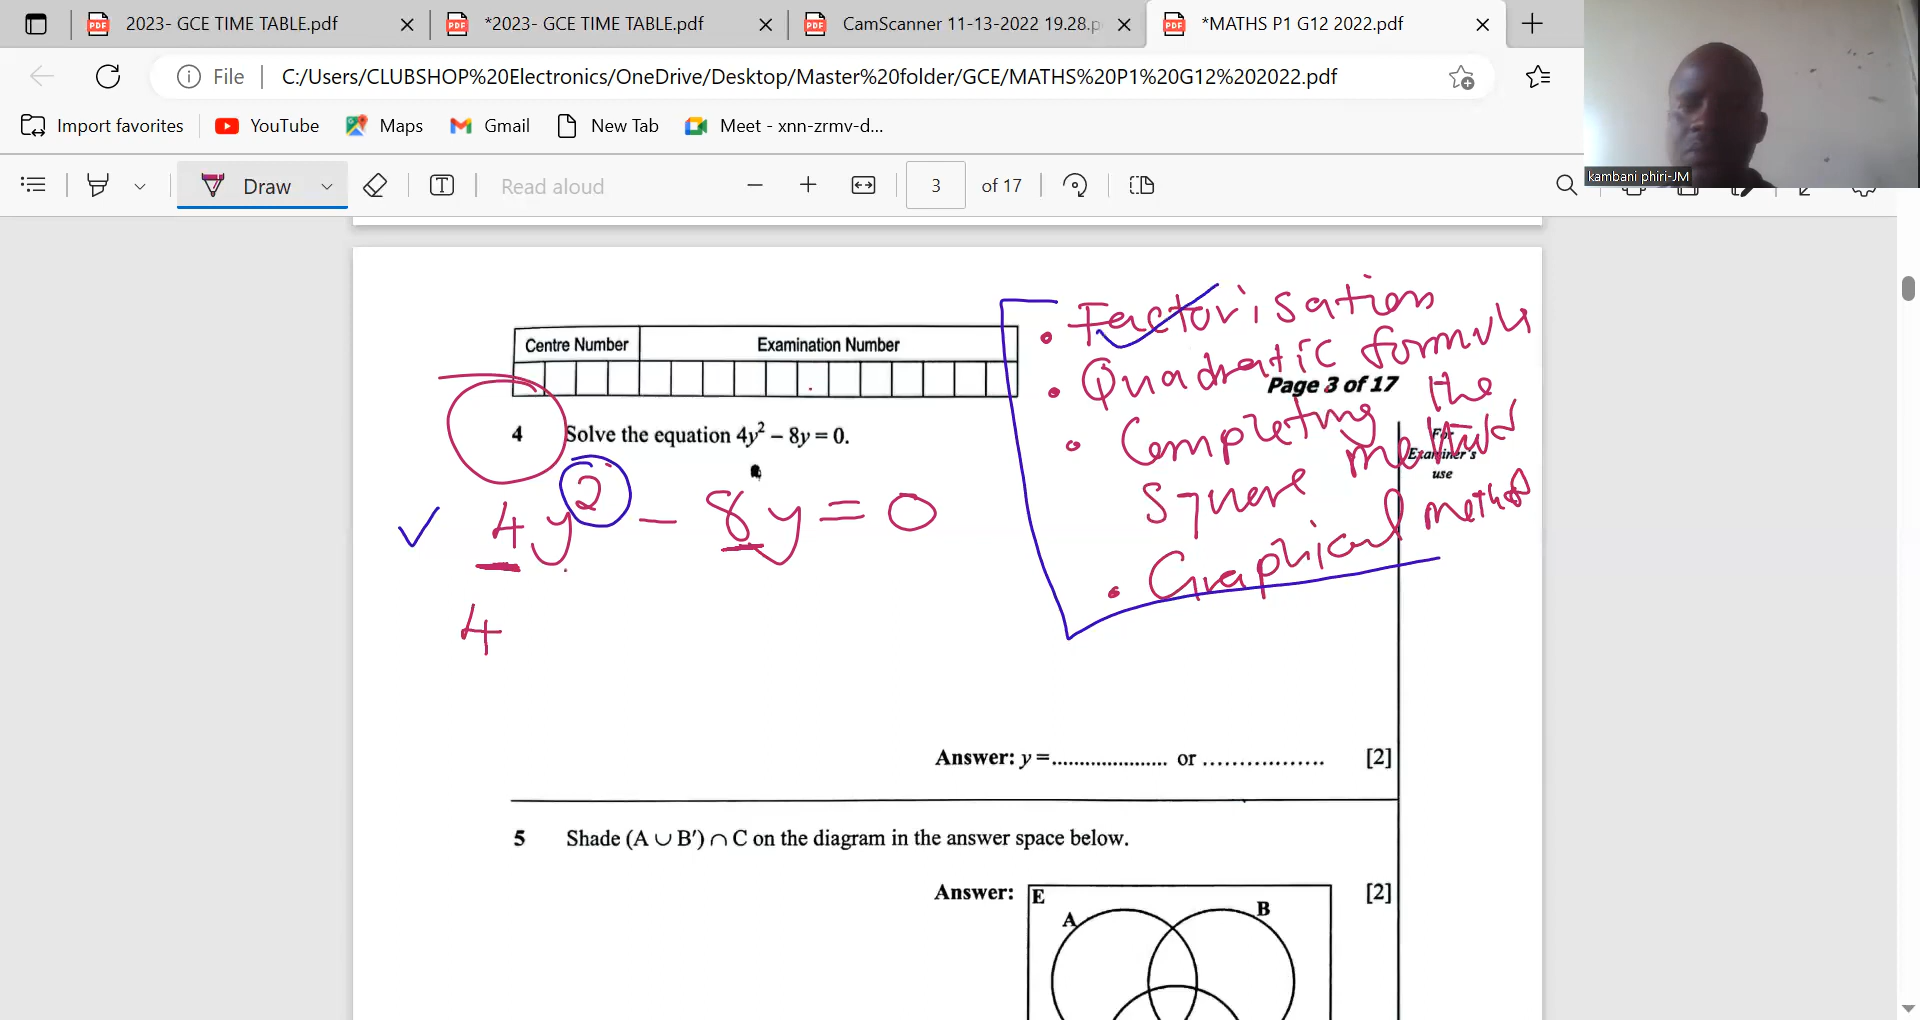 2023- GCE TIME TABLE.pdf
*2023- GCE TIME TABLE.pdf
CamScanner 11-13-2022 19.28.p
*MATHS P1 G12 2022.pdf
File
C:/Users/CLUBSHOP%20Electronics/OneDrive/Desktop/Master%20folder/GCE/MATHS%20P1%20G12%202022.pdf
Import favorites
YouTube
Maps
Gmail
New Tab
Meet - xnn-zrmv-d...
kambani phiri-JM
Draw
Read aloud
3
of 17
Centre Number
Examination Number
Page 3 of 17
For
Examiner's
use
• Factorisation
• Quadratic formula
• Completing the
Square method
• Graphical method
4 Solve the equation 4y² – 8y = 0.
4y² – 8y = 0
4
Answer: y = ...................... or ................. [2]
5 Shade (A ∪ B′) ∩ C on the diagram in the answer space below.
Answer: [2]
E
A
B